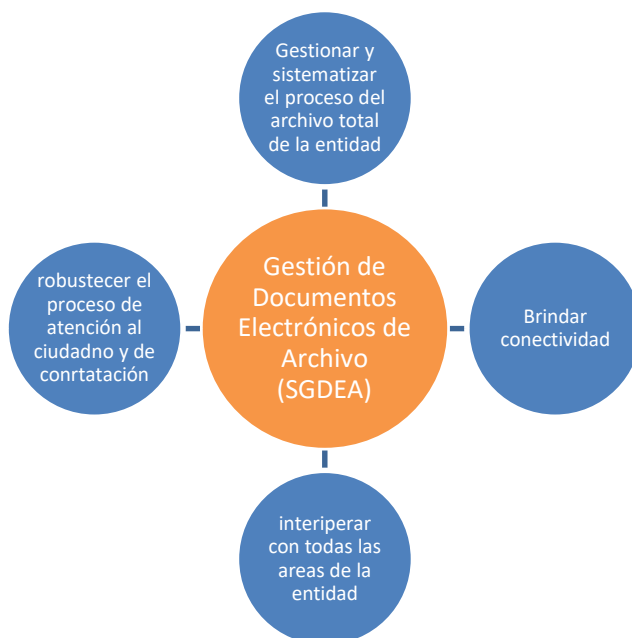 Gestionar y
sistematizar
el proceso del
archivo total
de la entidad
robustecer el
proceso de
atención al
ciudadno y de
conrtatación
Gestión de
Documentos
Electrónicos de
Archivo
(SGDEA)
Brindar
conectividad
interiperar
con todas las
areas de la
entidad